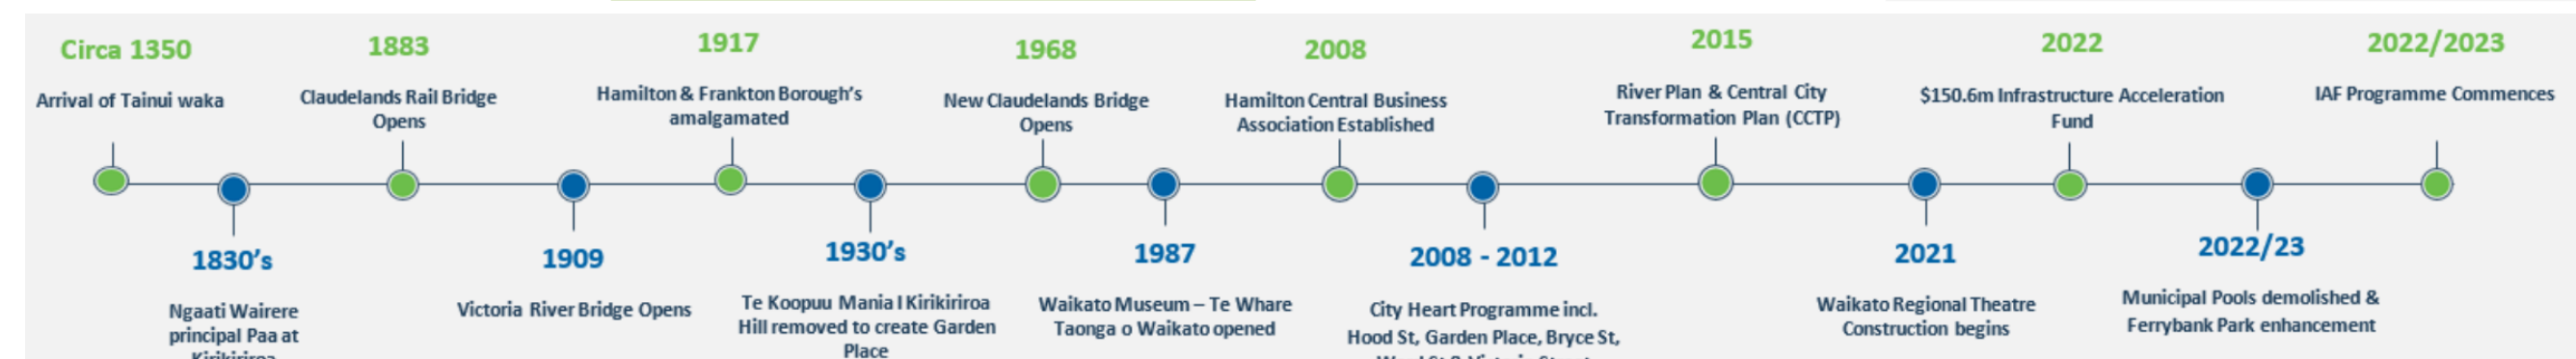 Circa 1350
Arrival of Tainui waka
1883
Claudelands Rail Bridge
Opens
1917
Hamilton & Frankton Borough's
amalgamated
1968
New Claudelands Bridge
Opens
2008
Hamilton Central Business
Association Established
2015
River Plan & Central City
Transformation Plan (CCTP)
2022
$150.6m Infrastructure Acceleration
Fund
2022/2023
IAF Programme Commences
1830's
Ngaati Wairere
principal Paa at
Kirikiriroa
1909
Victoria River Bridge Opens
1930's
Te Koopuu Mania I Kirikiriroa
Hill removed to create Garden
Place
1987
Waikato Museum – Te Whare
Taonga o Waikato opened
2008 - 2012
City Heart Programme incl.
Hood St, Garden Place, Bryce St,
2021
Waikato Regional Theatre
Construction begins
2022/23
Municipal Pools demolished &
Ferrybank Park enhancement